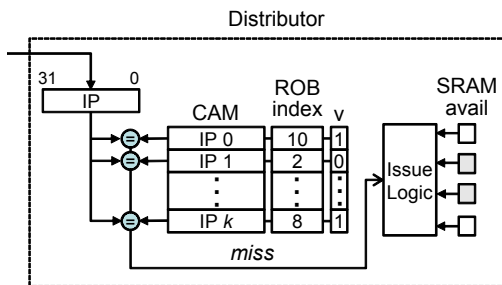 Distributor
31 0
IP
CAM
ROB
index
v
SRAM
avail
IP 0 10 1
IP 1 2 0
⋮ ⋮ ⋮
IP k 8 1
Issue
Logic
= 
=
=
miss